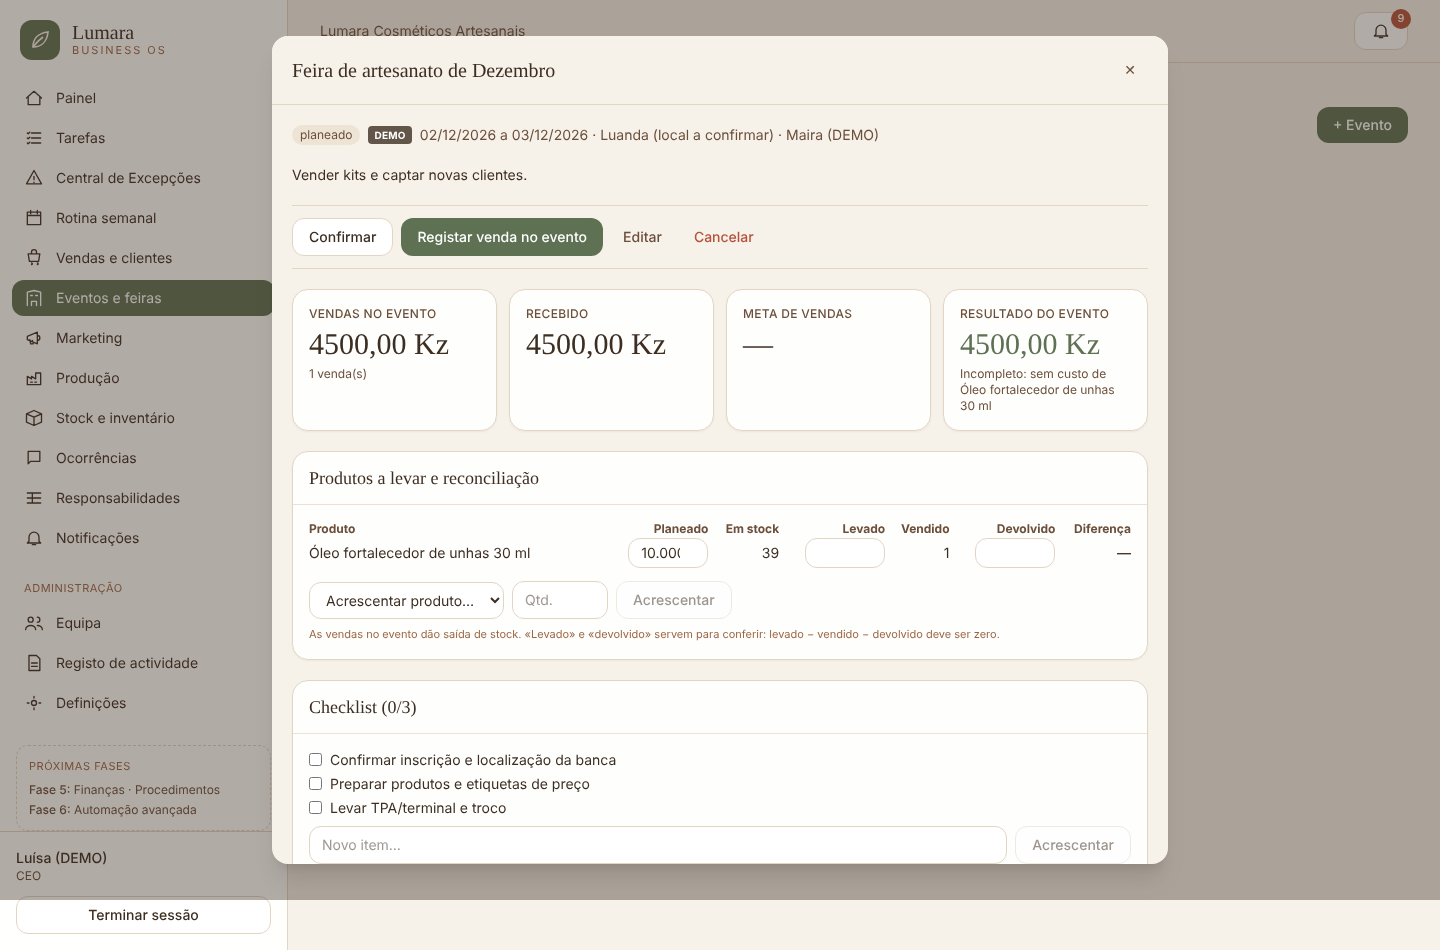 Lumara
BUSINESS OS
Painel
Tarefas
Central de Excepções
Rotina semanal
Vendas e clientes
Eventos e feiras
Marketing
Produção
Stock e inventário
Ocorrências
Responsabilidades
Notificações
ADMINISTRAÇÃO
Equipa
Registo de actividade
Definições
PRÓXIMAS FASES
Fase 5: Finanças · Procedimentos
Fase 6: Automação avançada
Luísa (DEMO)
CEO
Terminar sessão
Lumara Cosméticos Artesanais
9
+ Evento
Feira de artesanato de Dezembro
×
planeado DEMO 02/12/2026 a 03/12/2026 · Luanda (local a confirmar) · Maira (DEMO)
Vender kits e captar novas clientes.
Confirmar Registar venda no evento Editar Cancelar
VENDAS NO EVENTO
4500,00 Kz
1 venda(s)
RECEBIDO
4500,00 Kz
META DE VENDAS
—
RESULTADO DO EVENTO
4500,00 Kz
Incompleto: sem custo de
Óleo fortalecedor de unhas
30 ml
Produtos a levar e reconciliação
Produto Planeado Em stock Levado Vendido Devolvido Diferença
Óleo fortalecedor de unhas 30 ml 10.000 39 1 —
Acrescentar produto... Qtd. Acrescentar
As vendas no evento dão saída de stock. «Levado» e «devolvido» servem para conferir: levado − vendido − devolvido deve ser zero.
Checklist (0/3)
Confirmar inscrição e localização da banca
Preparar produtos e etiquetas de preço
Levar TPA/terminal e troco
Novo item... Acrescentar